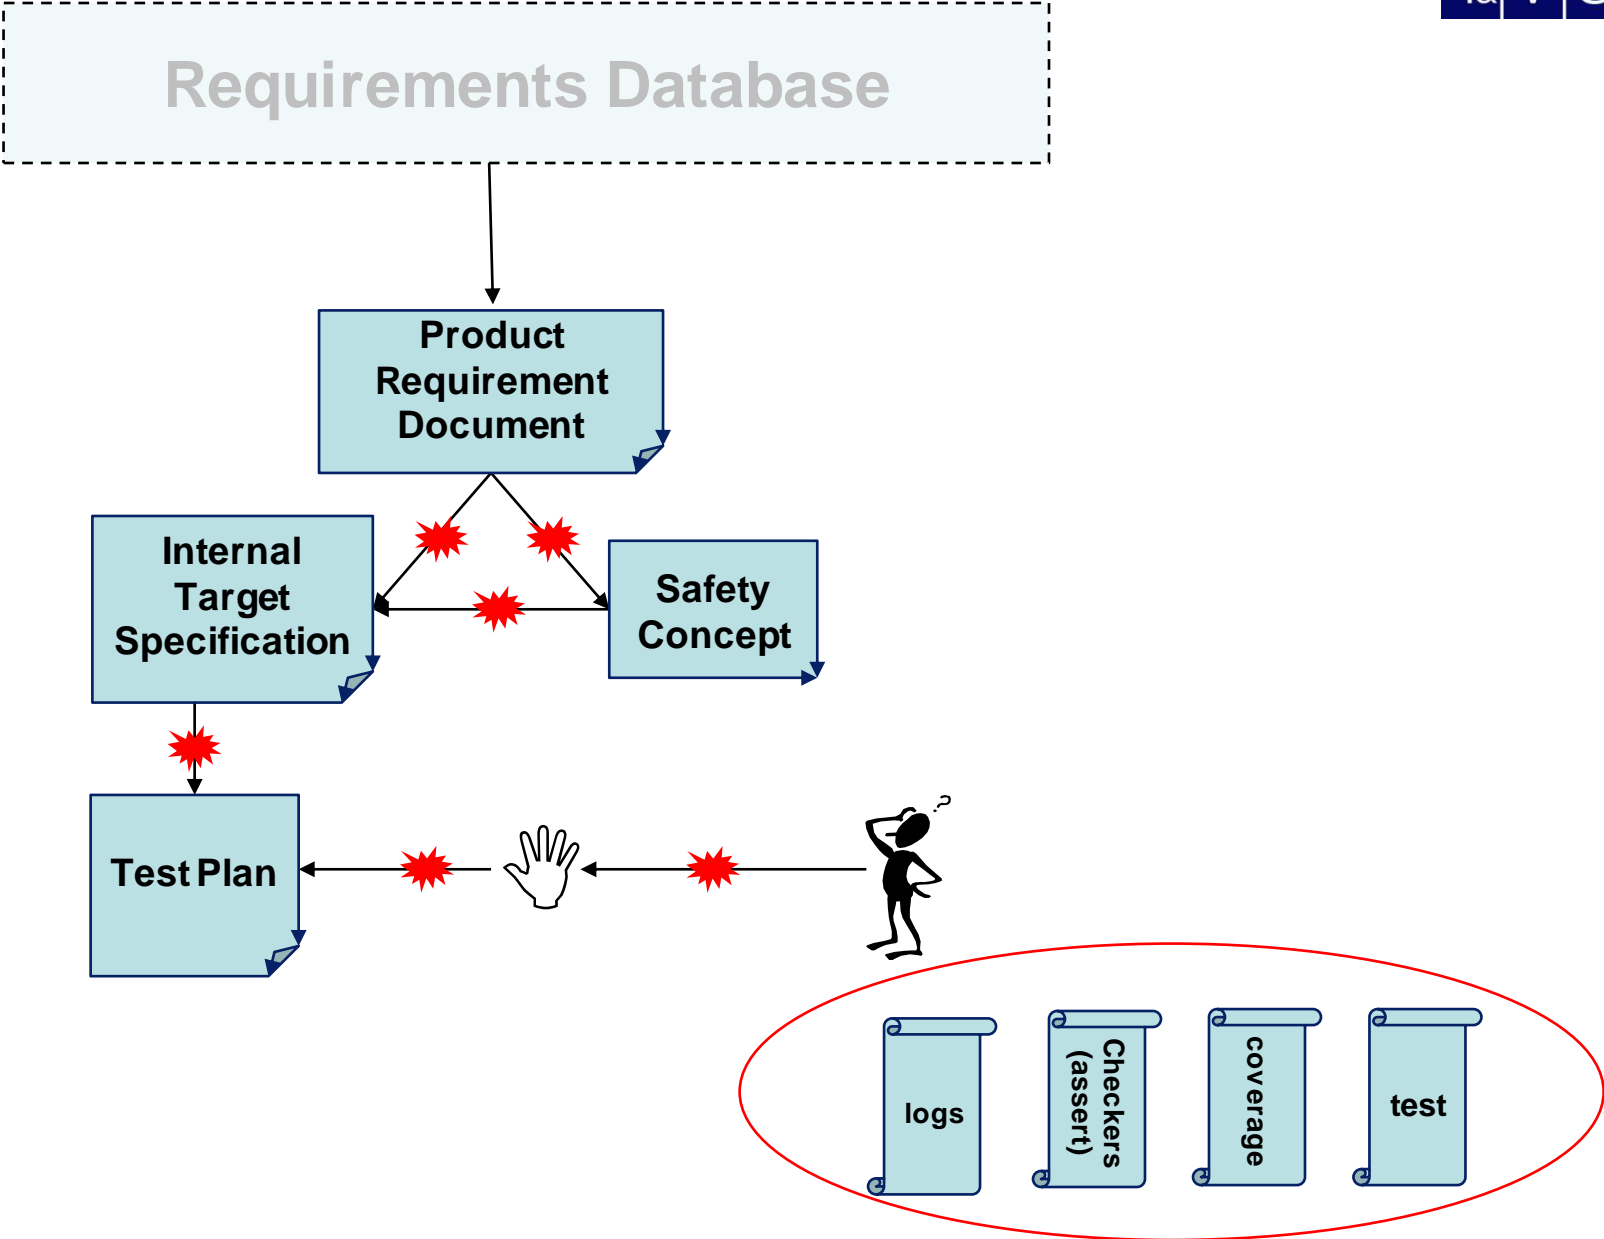 Requirements Database
Product
Requirement
Document
Internal
Target
Specification
Safety
Concept
Test Plan
?
logs
Checkers
(assert)
coverage
test